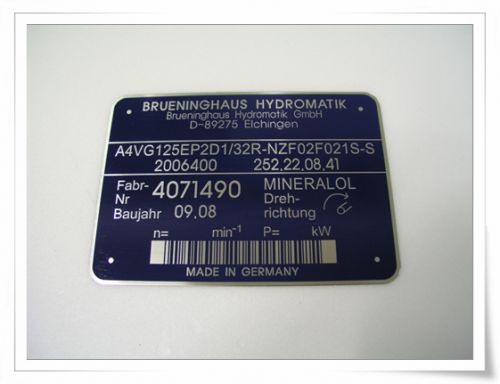 BRUENINGHAUS HYDROMATIK
Brueninghaus Hydromatik GmbH
D-89275 Elchingen
A4VG125EP2D1/32R-NZF02F021S-S
2006400 252.22.08.41
Fabr-Nr 4071490 MINERALOL
Baujahr 09.08 Dreh-richtung
n= min-1 P= kW
MADE IN GERMANY